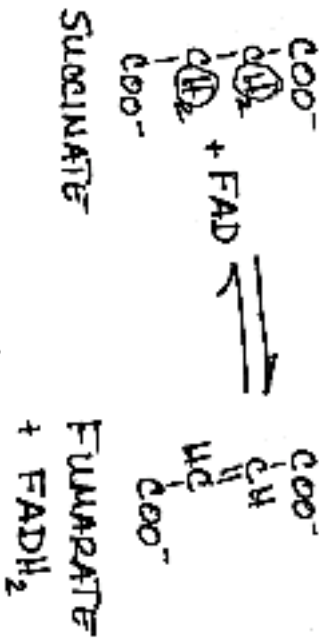 COO⁻
CH₂
CH₂ + FAD
COO⁻
SUCCINATE
COO⁻
CH
HC
COO⁻
FUMARATE
+ FADH₂